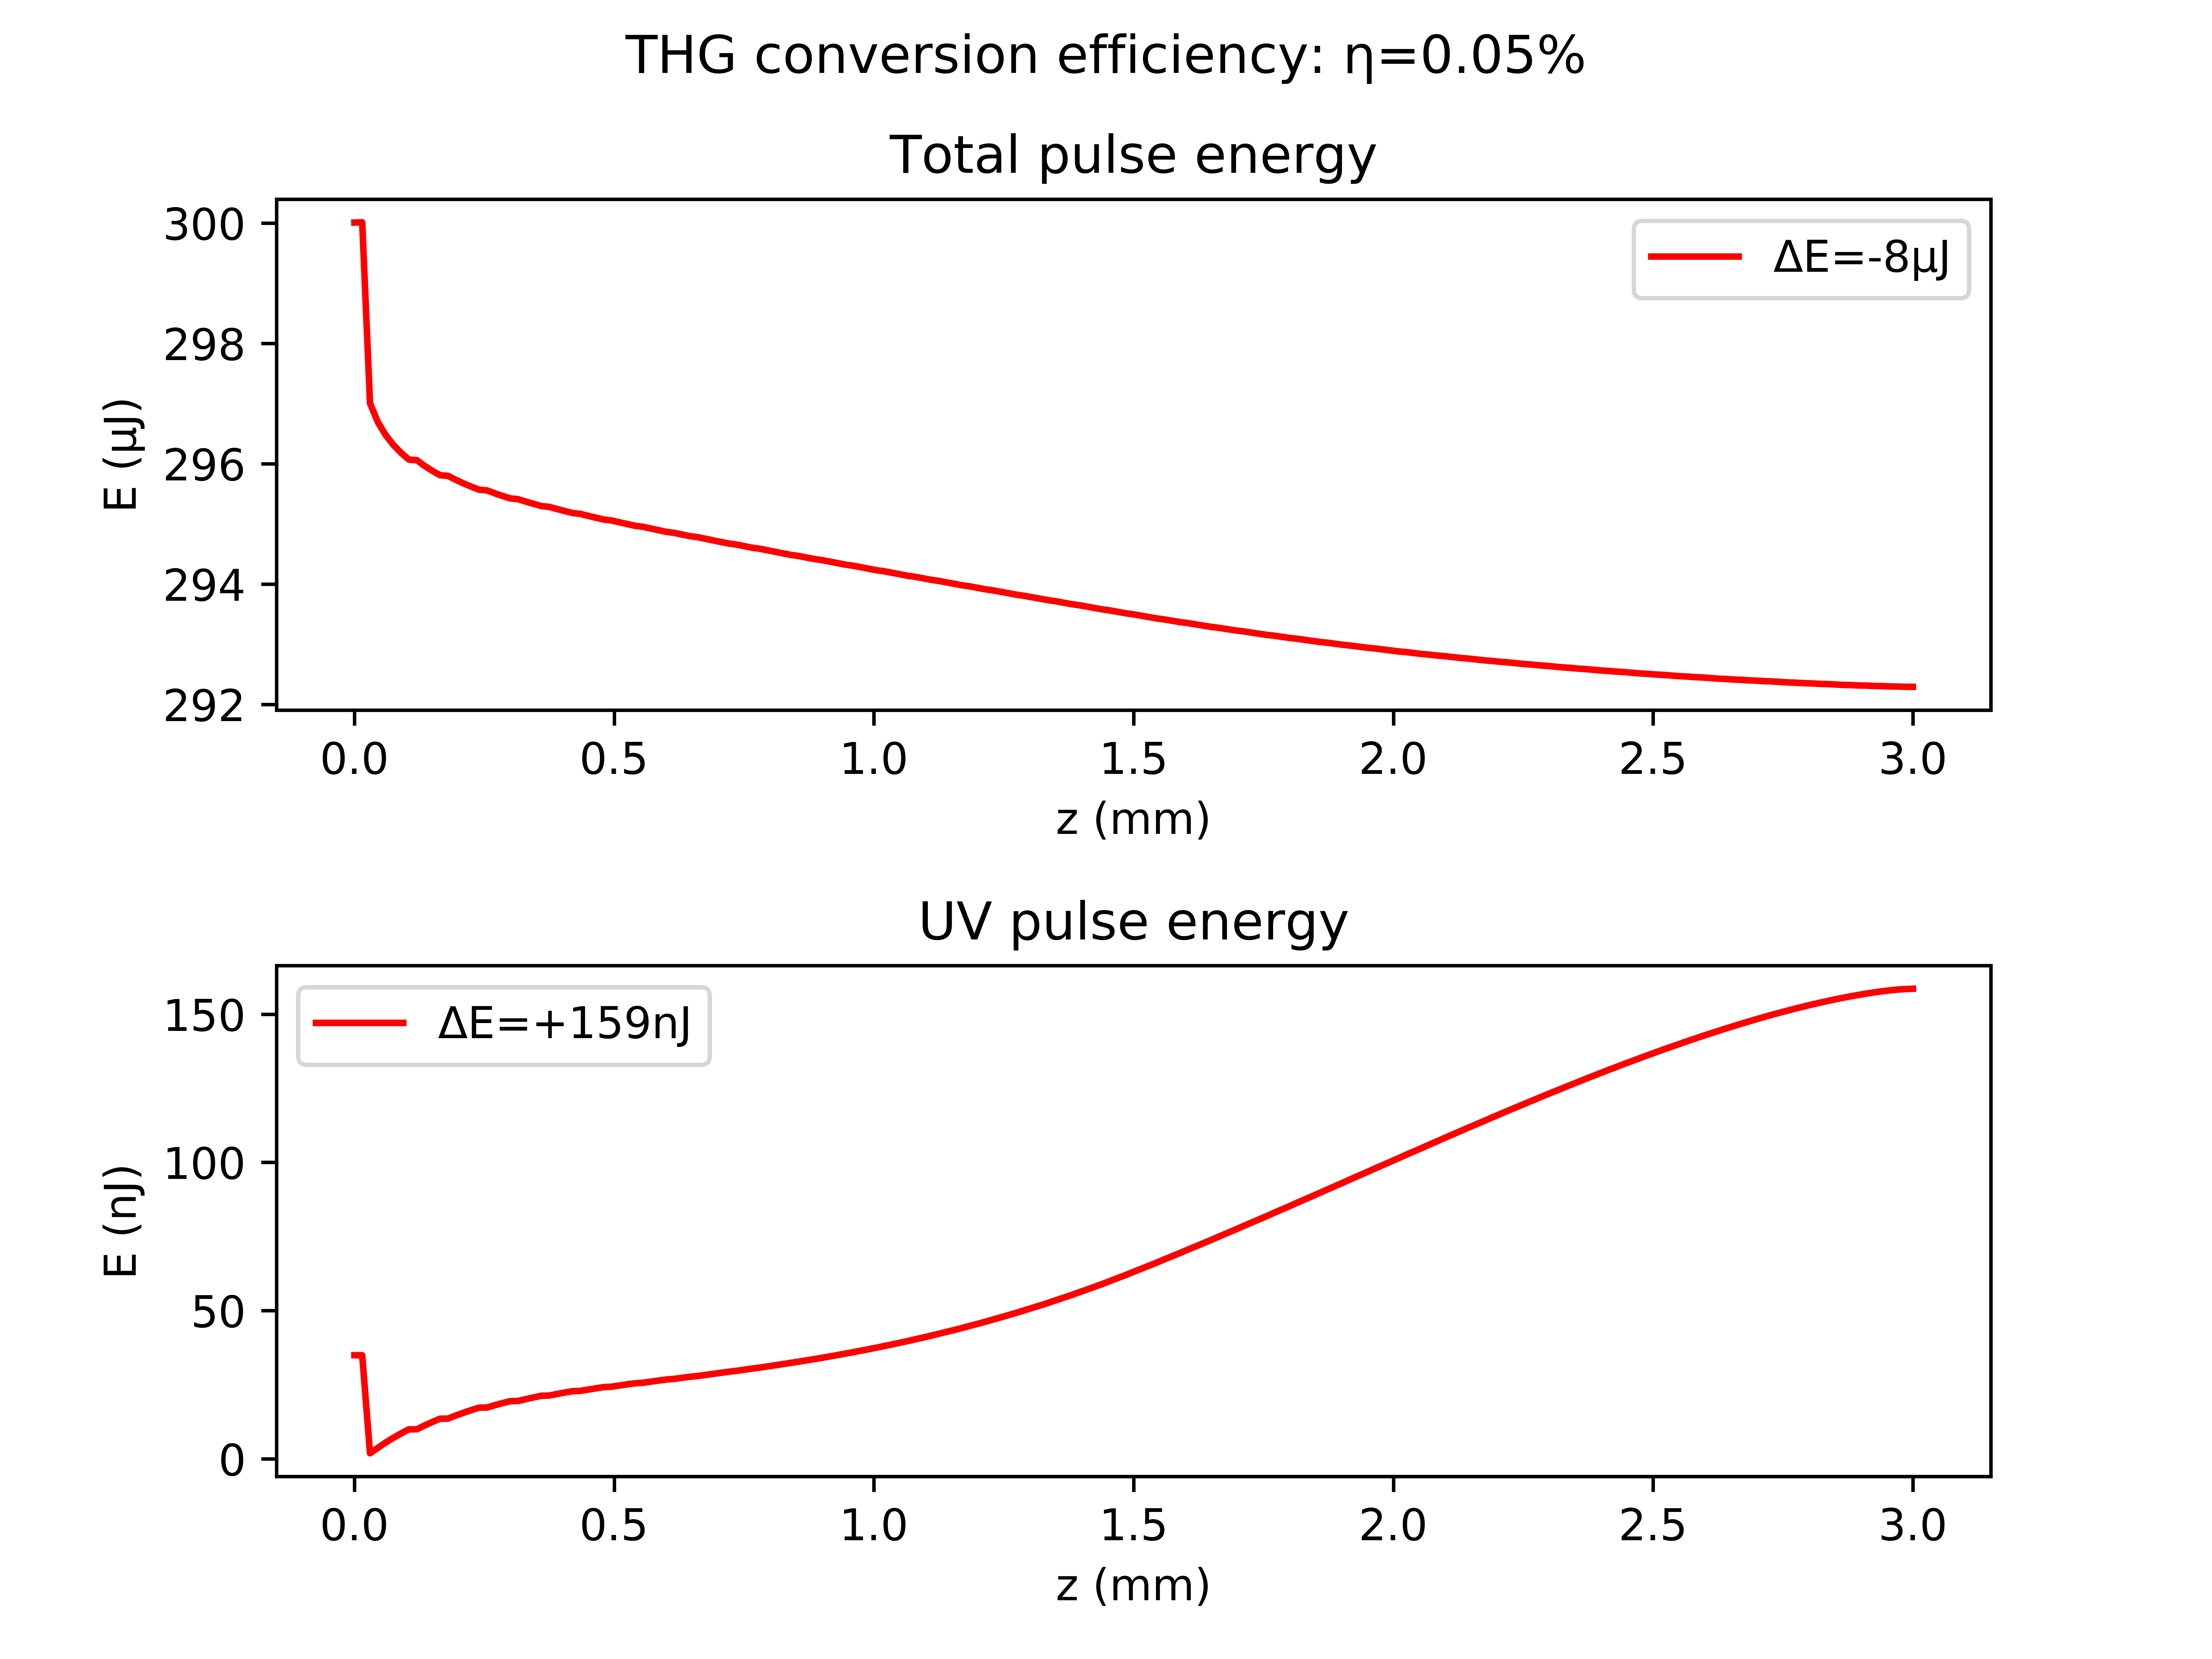 THG conversion efficiency: η=0.05%
Total pulse energy
E (μJ)
300
298
296
294
292
ΔE=-8μJ
0.0 0.5 1.0 1.5 2.0 2.5 3.0
z (mm)
UV pulse energy
E (nJ)
150
100
50
0
ΔE=+159nJ
0.0 0.5 1.0 1.5 2.0 2.5 3.0
z (mm)